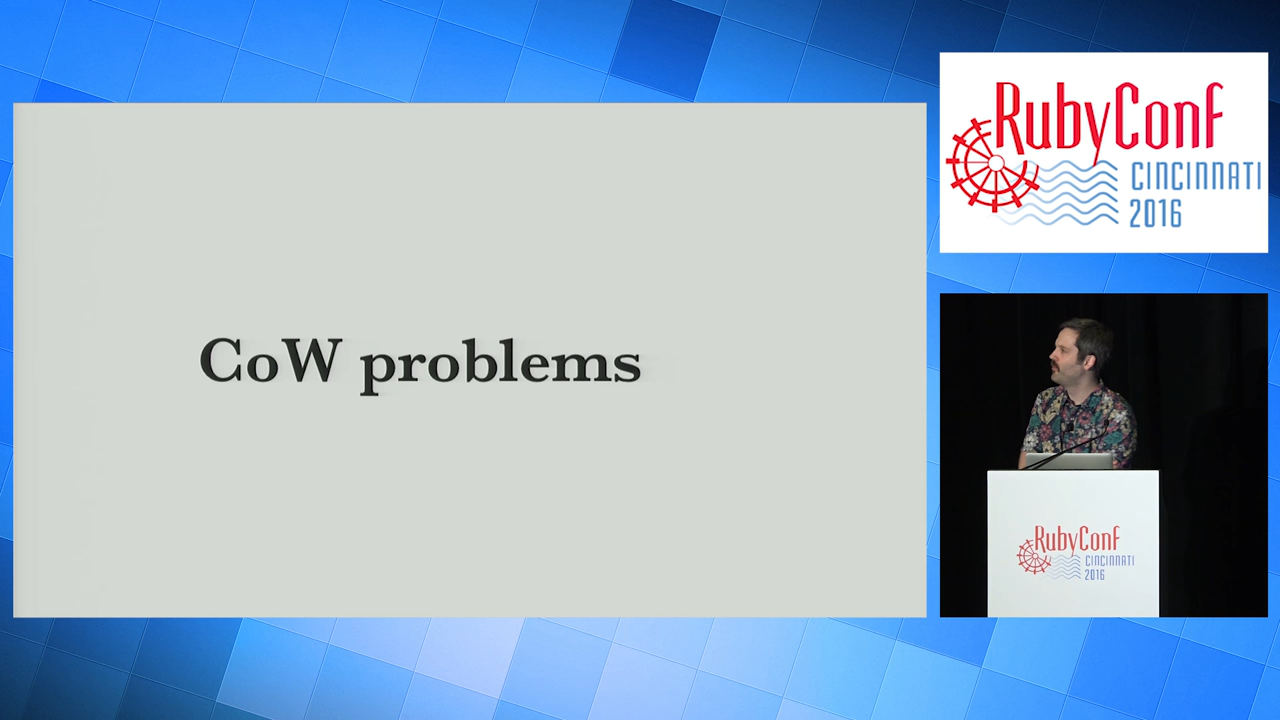 CoW problems
RubyConf
CINCINNATI
2016
RubyConf
CINCINNATI
2016